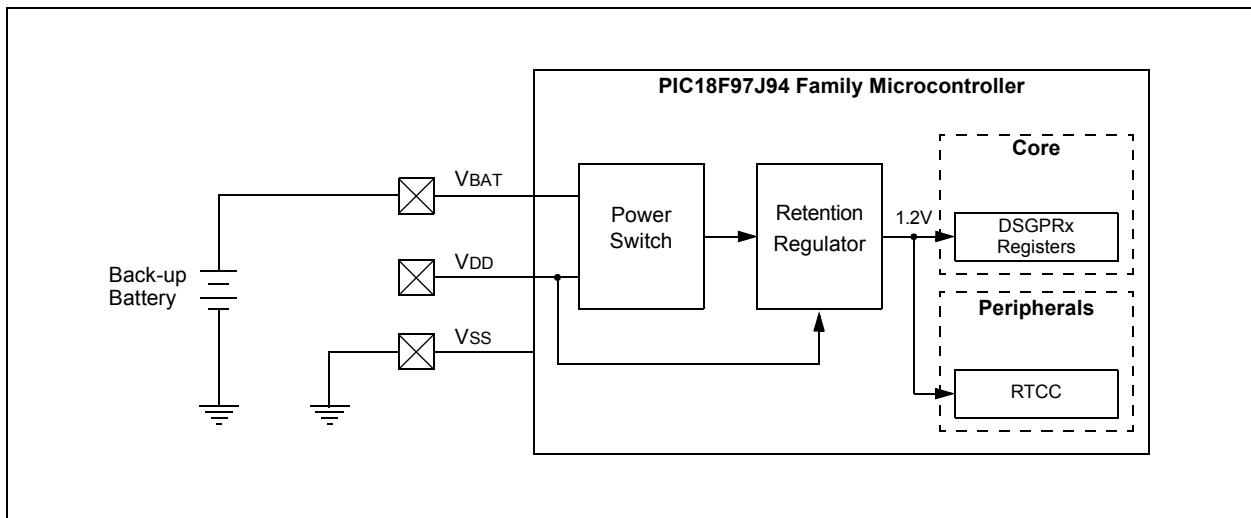 PIC18F97J94 Family Microcontroller
Core
VBAT
Power
Switch
Retention
Regulator
1.2V
DSGPRx
Registers
VDD
Back-up
Battery
Peripherals
VSS
RTCC